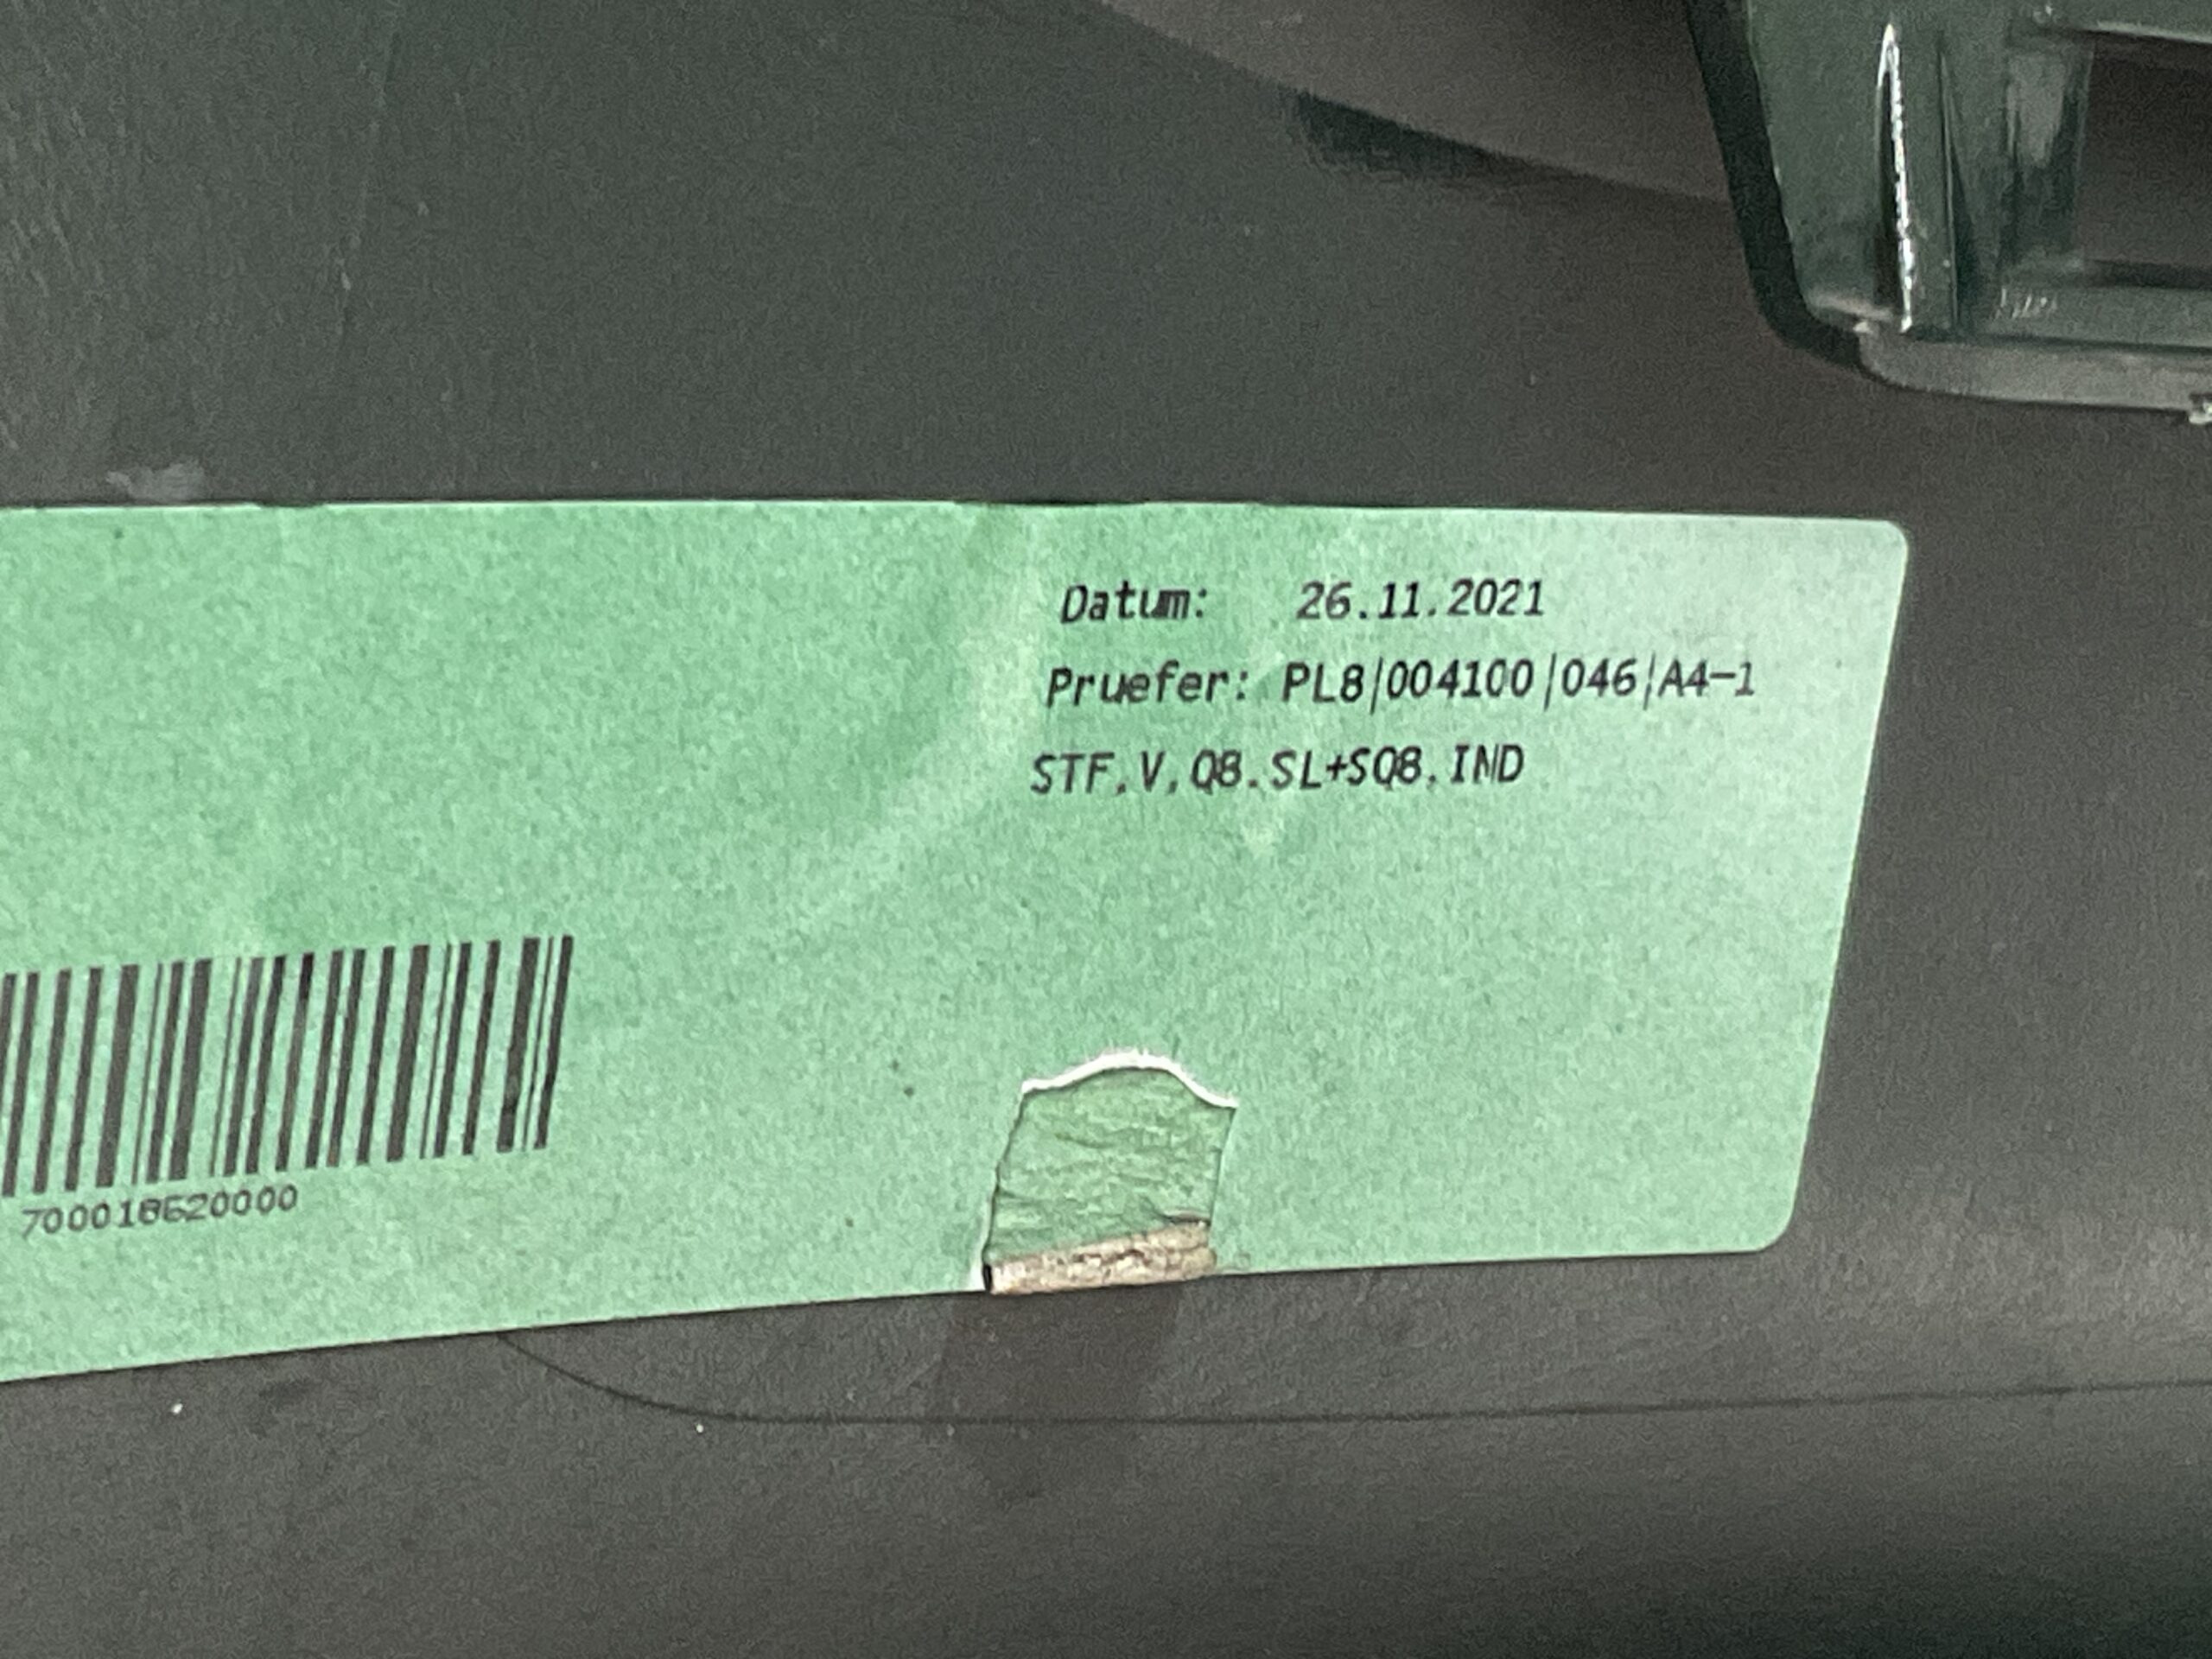 Datum: 26.11.2021
Pruefer: PL8|004100|046|A4-1
STF.V.Q8.SL+SQ8.IND
700018620000